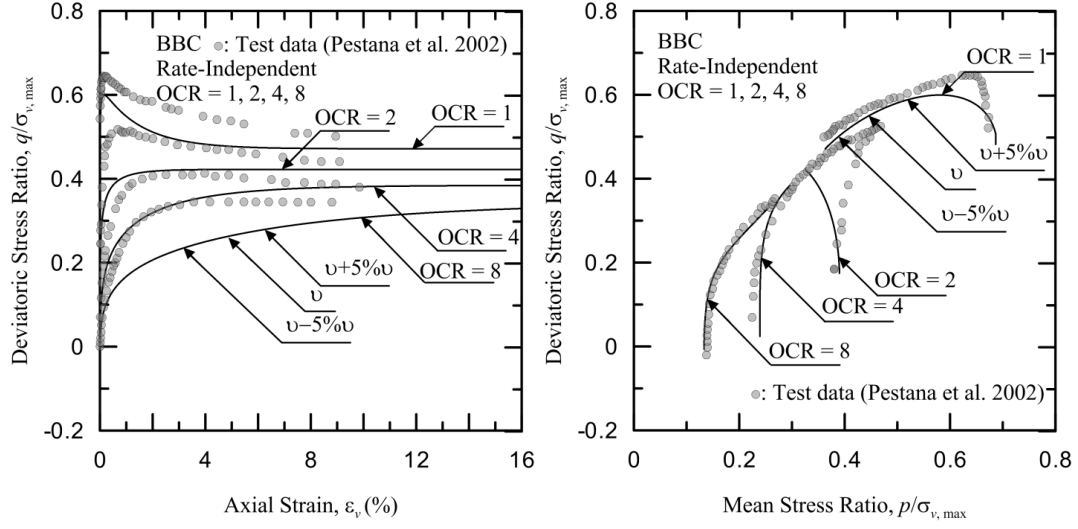 0.8
0.6
0.4
0.2
0
-0.2
Deviatoric Stress Ratio, q/σv, max
BBC
: Test data (Pestana et al. 2002)
Rate-Independent
OCR = 1, 2, 4, 8
OCR = 2
OCR = 1
OCR = 4
OCR = 8
υ+5%υ
υ
υ−5%υ
0
4
8
12
16
Axial Strain, εv (%)
0.8
0.6
0.4
0.2
0
-0.2
Deviatoric Stress Ratio, q/σv, max
BBC
Rate-Independent
OCR = 1, 2, 4, 8
OCR = 1
υ+5%υ
υ
υ−5%υ
OCR = 2
OCR = 4
OCR = 8
: Test data (Pestana et al. 2002)
0.0
0.2
0.4
0.6
0.8
Mean Stress Ratio, p/σv, max